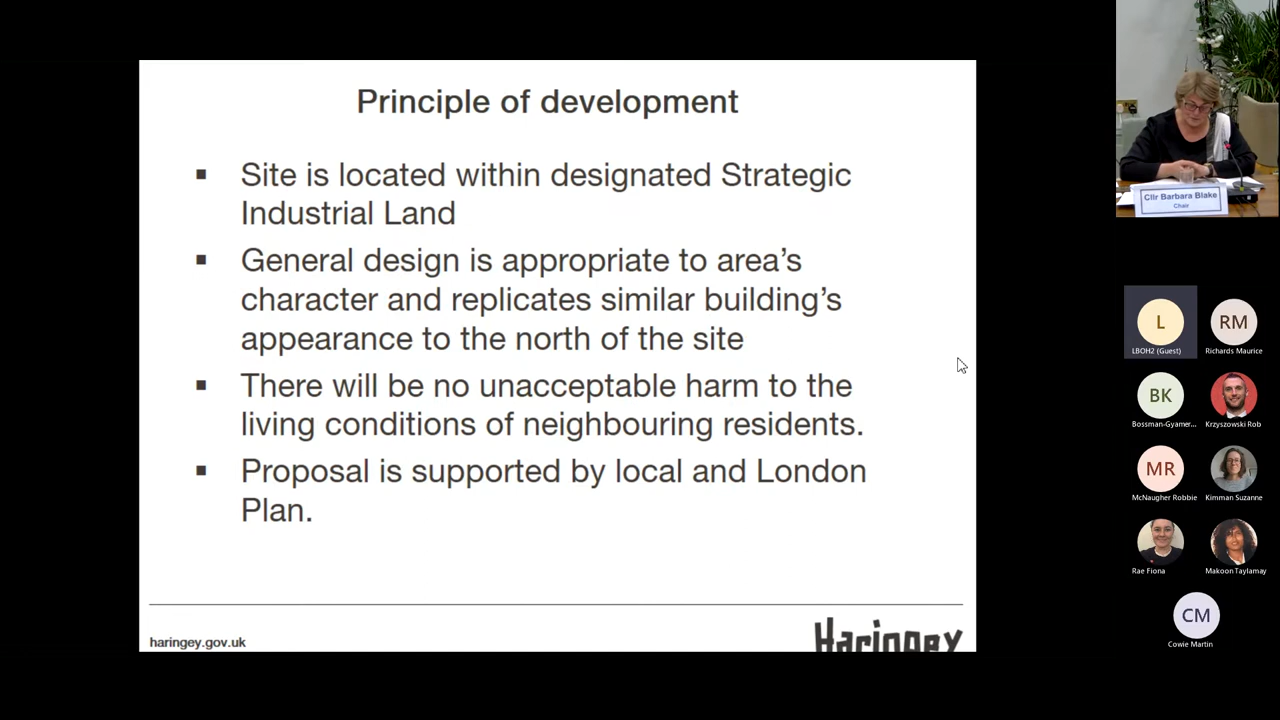 Principle of development
▪ Site is located within designated Strategic
Industrial Land
▪ General design is appropriate to area's
character and replicates similar building's
appearance to the north of the site
▪ There will be no unacceptable harm to the
living conditions of neighbouring residents.
▪ Proposal is supported by local and London
Plan.
haringey.gov.uk
Haringey
Cllr Barbara Blake
Chair
L
LBOH2 (Guest)
RM
Richards Maurice
BK
Bossman-Gyamer...
Krzyszowski Rob
MR
McNaugher Robbie
Kimman Suzanne
Rae Fiona
Makoon Taylamay
CM
Cowie Martin